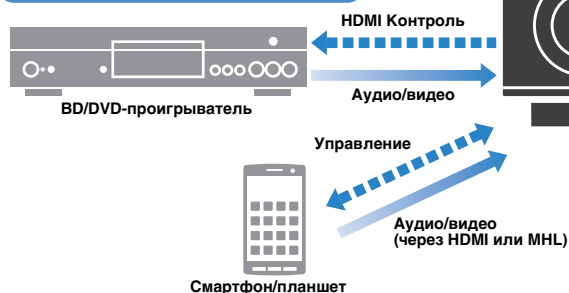 HDMI Контроль
Аудио/видео
BD/DVD-проигрыватель
Управление
Аудио/видео
(через HDMI или MHL)
Смартфон/планшет